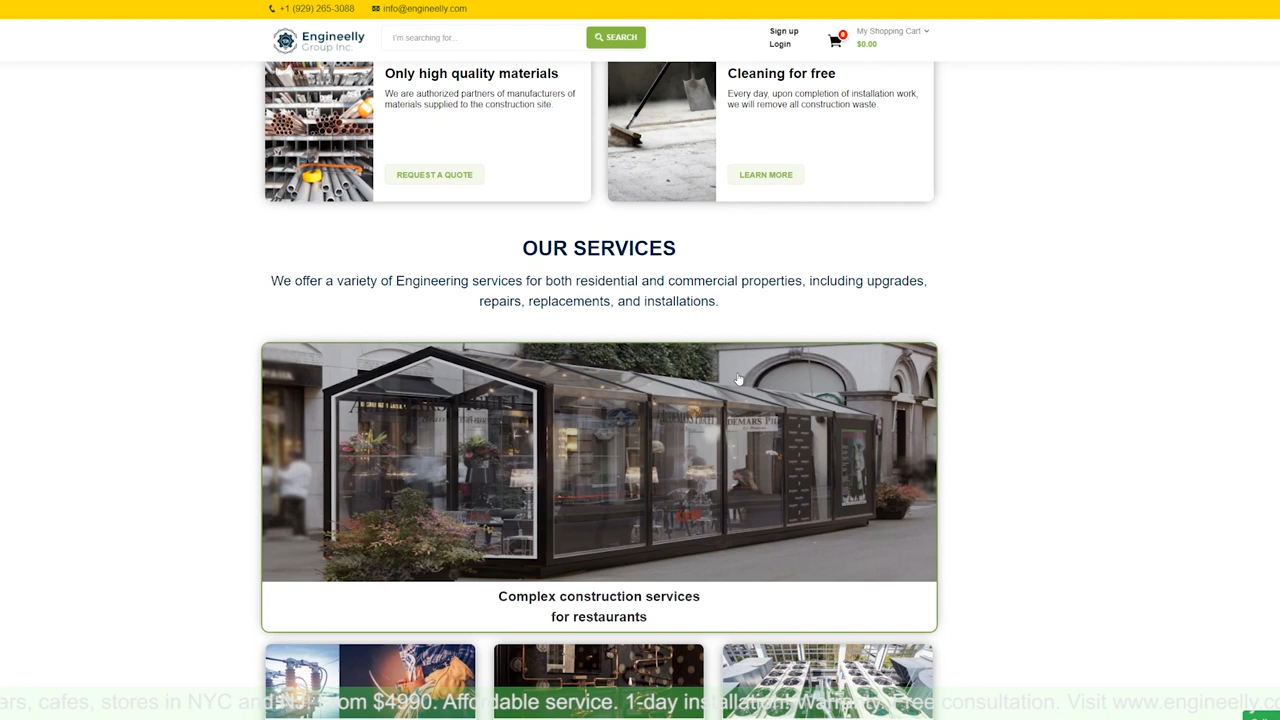 +1 (929) 265-3088 info@engineelly.com
Engineelly
Group Inc.
I'm searching for...
SEARCH
Sign up
Login
0
My Shopping Cart
$0.00
Only high quality materials
We are authorized partners of manufacturers of
materials supplied to the construction site.
REQUEST A QUOTE
Cleaning for free
Every day, upon completion of installation work,
we will remove all construction waste.
LEARN MORE
OUR SERVICES
We offer a variety of Engineering services for both residential and commercial properties, including upgrades,
repairs, replacements, and installations.
Complex construction services
for restaurants
ars, cafes, stores in NYC and NJ. From $4990. Affordable service. 1-day installation. Warranty. Free consultation. Visit www.engineelly.co